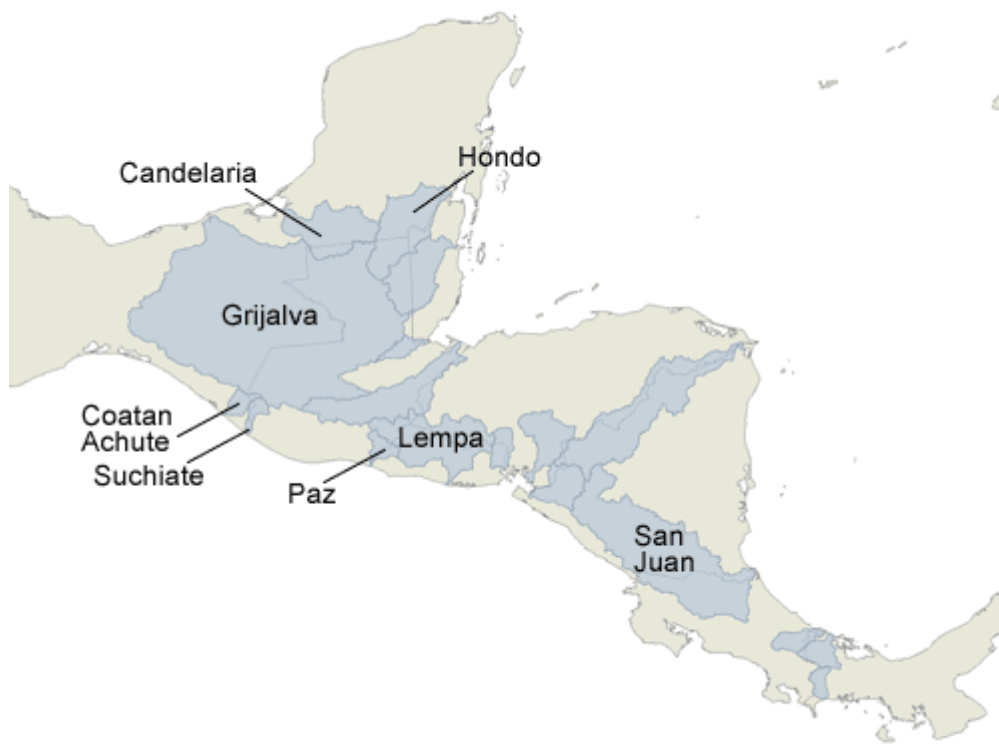 Hondo
Candelaria
Grijalva
Coatan
Achute
Suchiate
Lempa
Paz
San
Juan